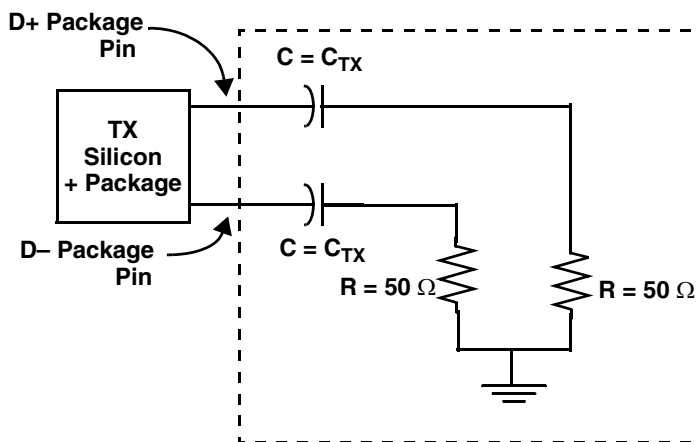 D+ Package
Pin
C = CTX
TX
Silicon
+ Package
D– Package
Pin
C = CTX
R = 50 Ω
R = 50 Ω